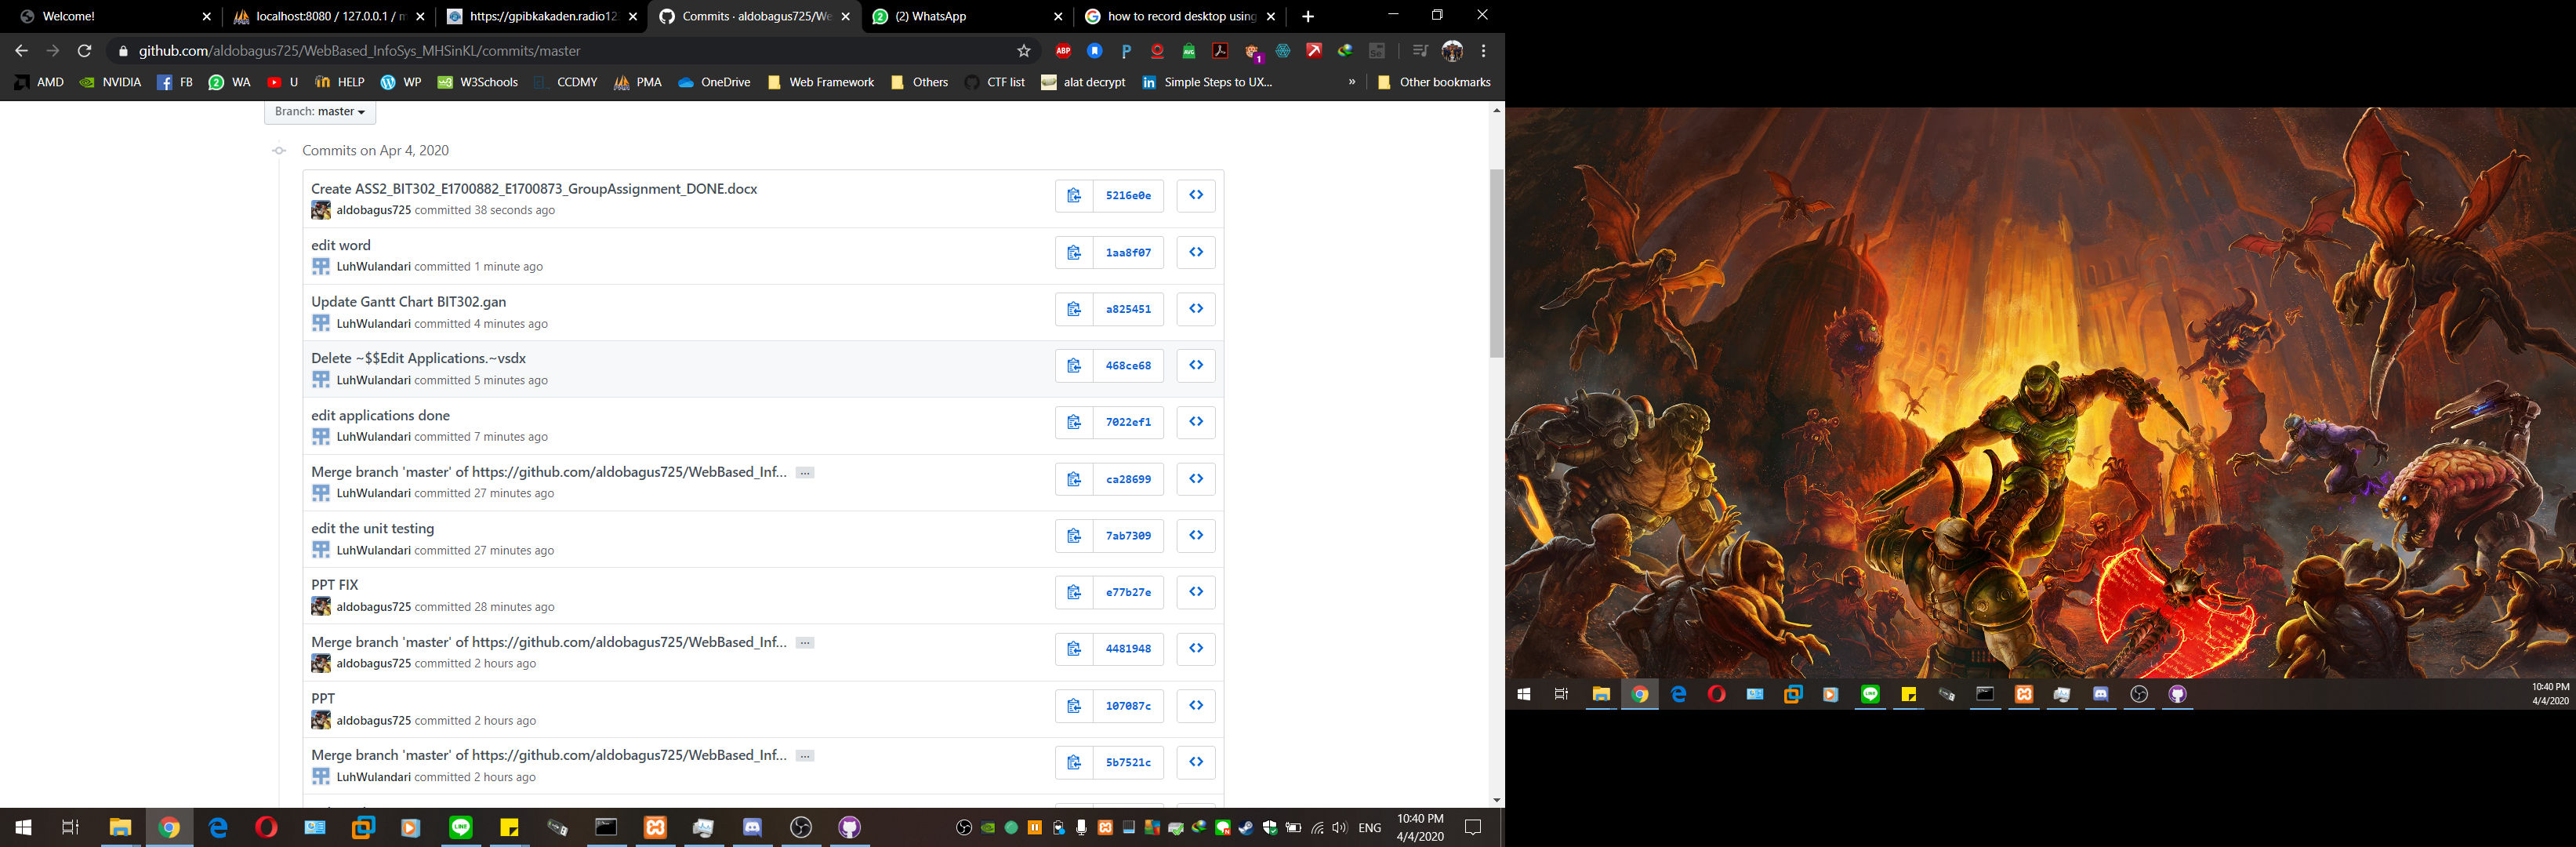 Welcome!
localhost:8080 / 127.0.0.1 / m
https://gpibkakaden.radio12
Commits · aldobagus725/We
(2) WhatsApp
how to record desktop using
github.com/aldobagus725/WebBased_InfoSys_MHSinKL/commits/master
AMD NVIDIA FB WA U HELP WP W3Schools CCDMY PMA OneDrive Web Framework Others CTF list alat decrypt Simple Steps to UX... » Other bookmarks
Branch: master
Commits on Apr 4, 2020
Create ASS2_BIT302_E1700882_E1700873_GroupAssignment_DONE.docx
5216e0e
aldobagus725 committed 38 seconds ago
edit word
1aa8f07
LuhWulandari committed 1 minute ago
Update Gantt Chart BIT302.gan
a825451
LuhWulandari committed 4 minutes ago
Delete ~$$Edit Applications.~vsdx
468ce68
LuhWulandari committed 5 minutes ago
edit applications done
7022ef1
LuhWulandari committed 7 minutes ago
Merge branch 'master' of https://github.com/aldobagus725/WebBased_Inf... ...
ca28699
LuhWulandari committed 27 minutes ago
edit the unit testing
7ab7309
LuhWulandari committed 27 minutes ago
PPT FIX
e77b27e
aldobagus725 committed 28 minutes ago
Merge branch 'master' of https://github.com/aldobagus725/WebBased_Inf... ...
4481948
aldobagus725 committed 2 hours ago
PPT
107087c
aldobagus725 committed 2 hours ago
Merge branch 'master' of https://github.com/aldobagus725/WebBased_Inf... ...
5b7521c
LuhWulandari committed 2 hours ago
ENG
10:40 PM
4/4/2020
10:40 PM
4/4/2020